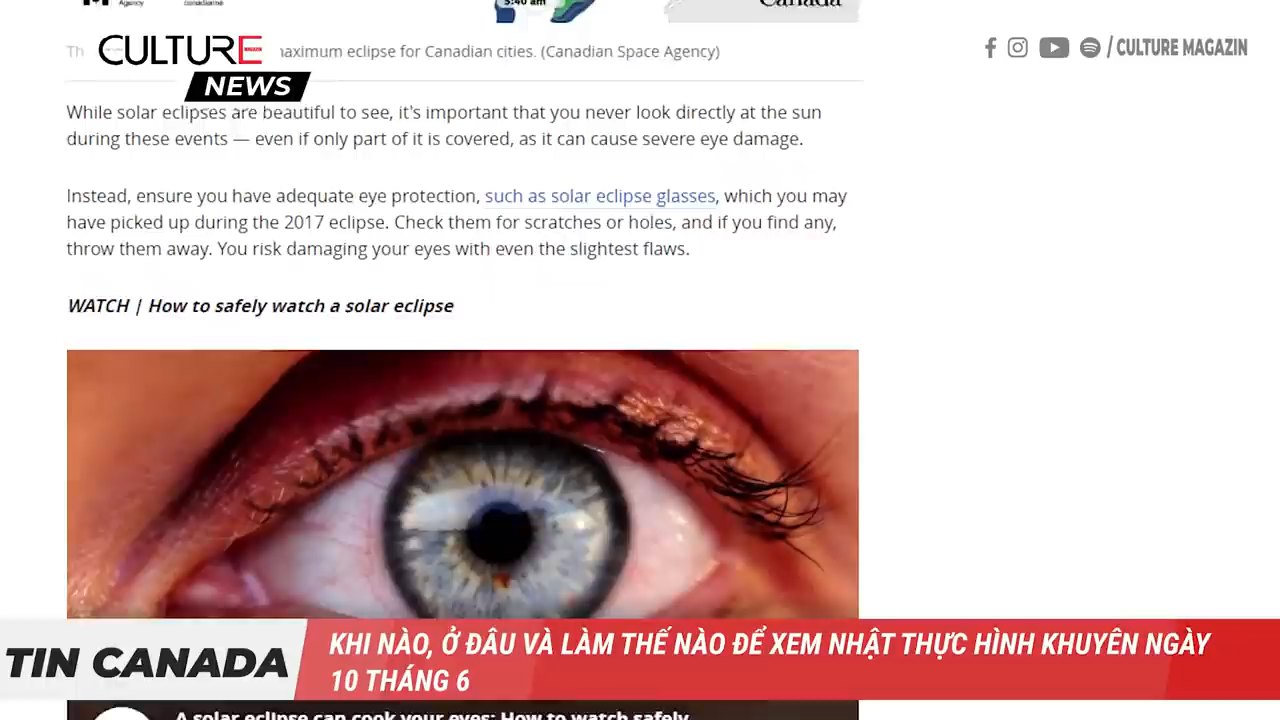 Agency
5:40 am
Canada
CULTURE
NEWS
Th
maximum eclipse for Canadian cities. (Canadian Space Agency)
/ CULTURE MAGAZIN
While solar eclipses are beautiful to see, it's important that you never look directly at the sun
during these events — even if only part of it is covered, as it can cause severe eye damage.
Instead, ensure you have adequate eye protection, such as solar eclipse glasses, which you may
have picked up during the 2017 eclipse. Check them for scratches or holes, and if you find any,
throw them away. You risk damaging your eyes with even the slightest flaws.
WATCH | How to safely watch a solar eclipse
TIN CANADA
KHI NÀO, Ở ĐÂU VÀ LÀM THẾ NÀO ĐỂ XEM NHẬT THỰC HÌNH KHUYÊN NGÀY
10 THÁNG 6
A solar eclipse can cook your eyes: How to watch safely